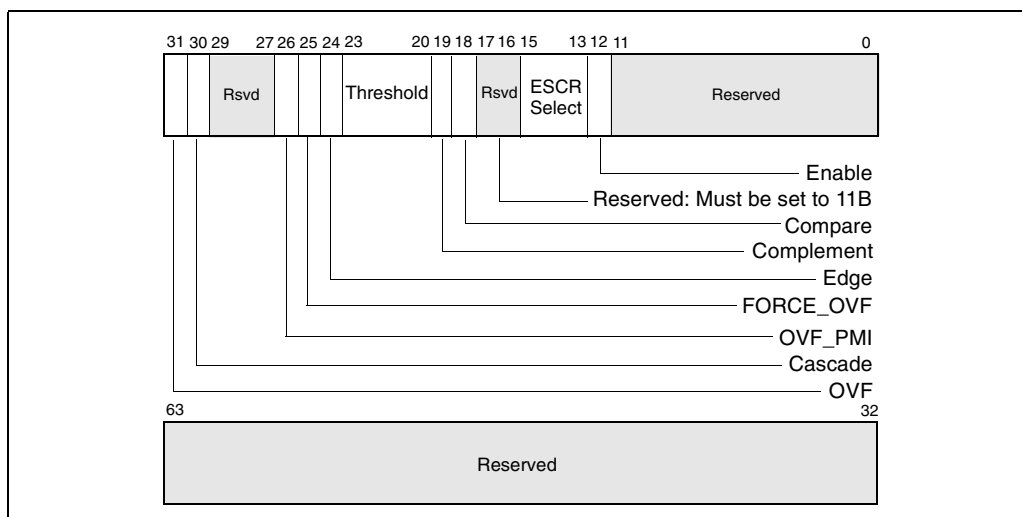 31 30 29 27 26 25 24 23 20 19 18 17 16 15 13 12 11 0
Rsvd Threshold Rsvd ESCR Reserved
Select
Enable
Reserved: Must be set to 11B
Compare
Complement
Edge
FORCE_OVF
OVF_PMI
Cascade
OVF
63 32
Reserved